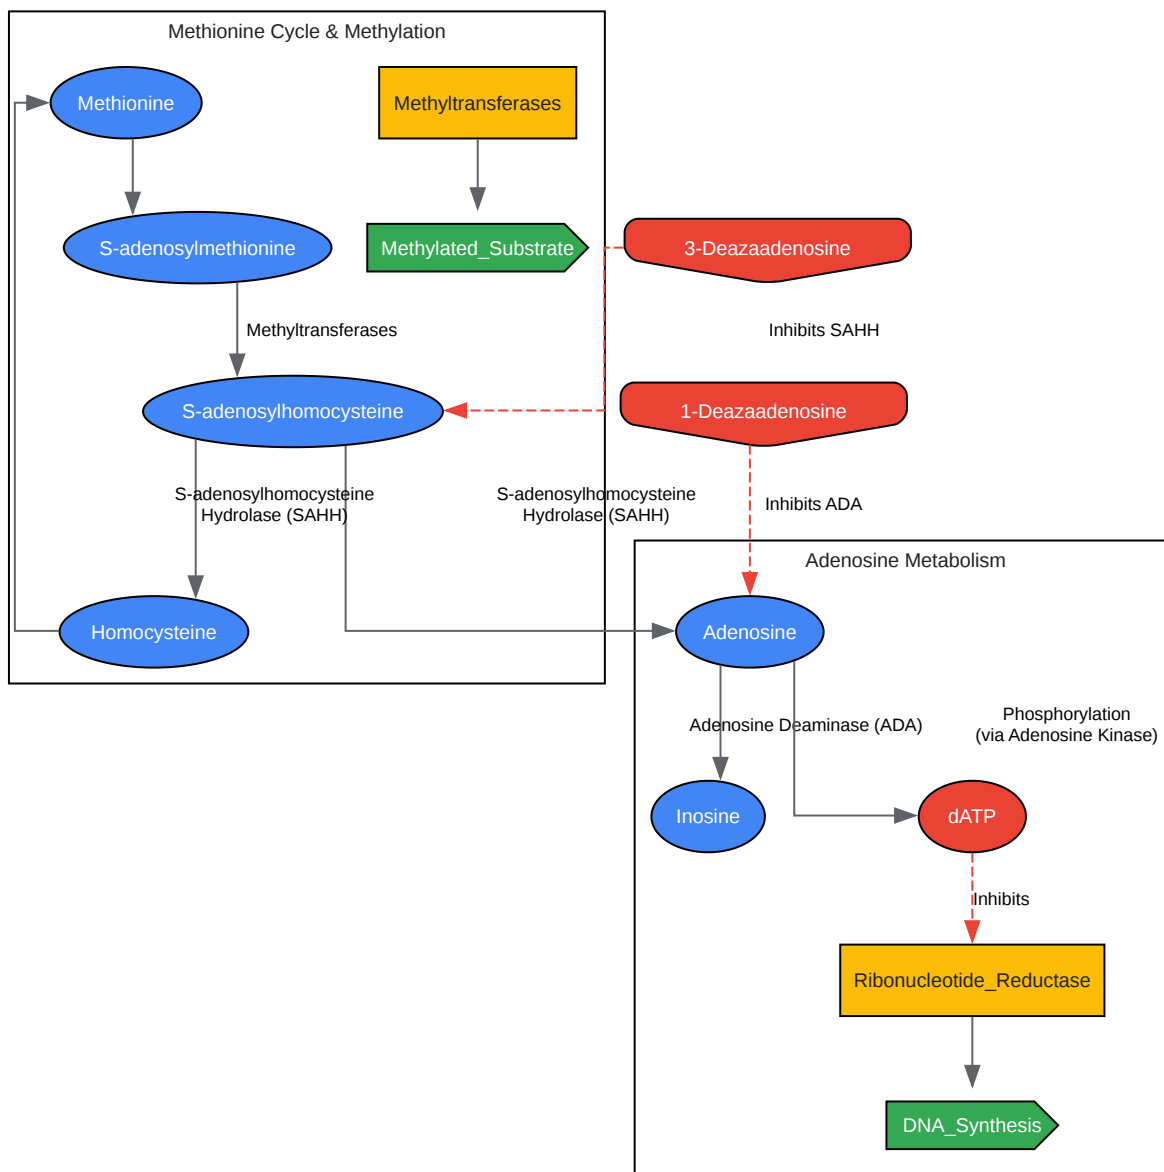 Methionine Cycle & Methylation
Methionine
Methyltransferases
S-adenosylmethionine
Methylated_Substrate
3-Deazaadenosine
Methyltransferases
Inhibits SAHH
S-adenosylhomocysteine
1-Deazaadenosine
S-adenosylhomocysteine
Hydrolase (SAHH)
S-adenosylhomocysteine
Hydrolase (SAHH)
Inhibits ADA
Adenosine Metabolism
Homocysteine
Adenosine
Adenosine Deaminase (ADA)
Phosphorylation
(via Adenosine Kinase)
Inosine
dATP
Inhibits
Ribonucleotide_Reductase
DNA_Synthesis